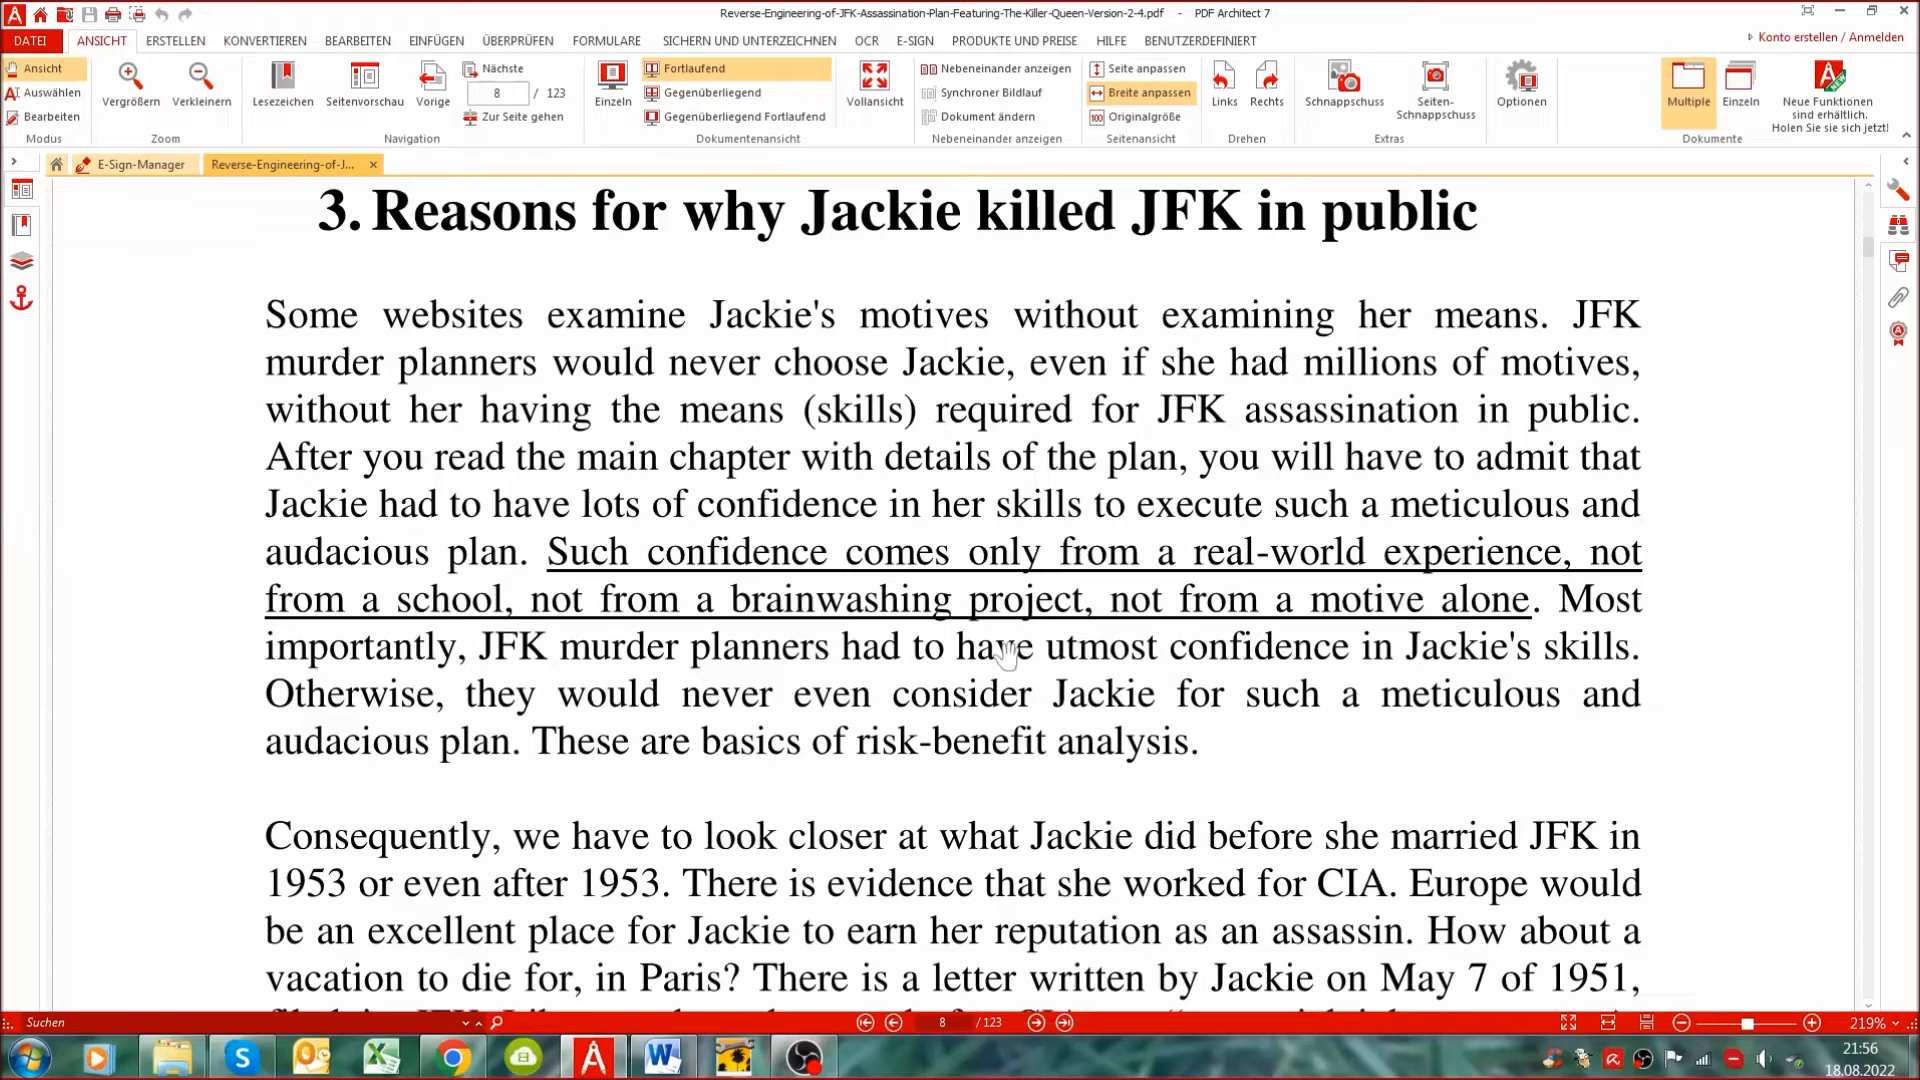 Reverse-Engineering-of-JFK-Assassination-Plan-Featuring-The-Killer-Queen-Version-2-4.pdf - PDF Architect 7
DATEI ANSICHT ERSTELLEN KONVERTIEREN BEARBEITEN EINFÜGEN ÜBERPRÜFEN FORMULARE SICHERN UND UNTERZEICHNEN OCR E-SIGN PRODUKTE UND PREISE HILFE BENUTZERDEFINIERT Konto erstellen / Anmelden
Ansicht
Auswählen
Bearbeiten
Modus
Vergrößern Verkleinern
Zoom
Lesezeichen Seitenvorschau Vorige
Nächste
8 / 123
Zur Seite gehen
Navigation
Einzeln
Fortlaufend
Gegenüberliegend
Gegenüberliegend Fortlaufend
Vollansicht
Dokumentenansicht
Nebeneinander anzeigen
Synchroner Bildlauf
Dokument ändern
Nebeneinander anzeigen
Seite anpassen
Breite anpassen
100 Originalgröße
Seitenansicht
Links Rechts
Drehen
Schnappschuss
Seiten-
Schnappschuss
Extras
Optionen
Multiple Einzeln
Dokumente
NEW
Neue Funktionen
sind erhältlich.
Holen Sie sie sich jetzt!
E-Sign-Manager Reverse-Engineering-of-J...
3. Reasons for why Jackie killed JFK in public
Some websites examine Jackie's motives without examining her means. JFK
murder planners would never choose Jackie, even if she had millions of motives,
without her having the means (skills) required for JFK assassination in public.
After you read the main chapter with details of the plan, you will have to admit that
Jackie had to have lots of confidence in her skills to execute such a meticulous and
audacious plan. Such confidence comes only from a real-world experience, not
from a school, not from a brainwashing project, not from a motive alone. Most
importantly, JFK murder planners had to have utmost confidence in Jackie's skills.
Otherwise, they would never even consider Jackie for such a meticulous and
audacious plan. These are basics of risk-benefit analysis.
Consequently, we have to look closer at what Jackie did before she married JFK in
1953 or even after 1953. There is evidence that she worked for CIA. Europe would
be an excellent place for Jackie to earn her reputation as an assassin. How about a
vacation to die for, in Paris? There is a letter written by Jackie on May 7 of 1951,
Suchen
8 / 123
219%
21:56
18.08.2022